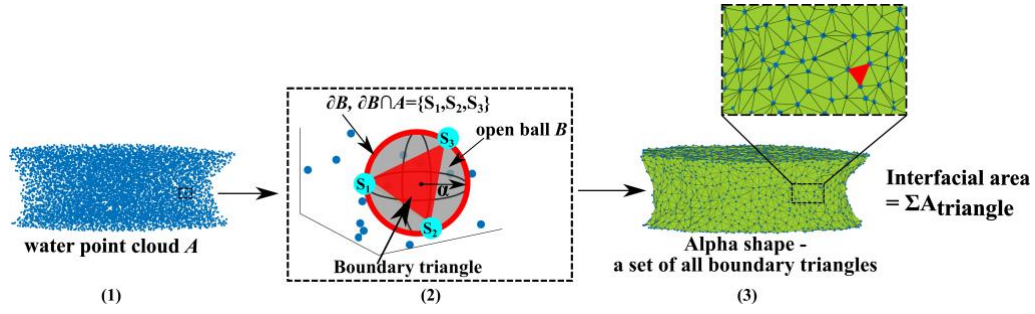 ∂B, ∂B∩A={S₁,S₂,S₃}
open ball B
S₃
S₁
α
S₂
Boundary triangle
water point cloud A
Interfacial area
= ΣA_triangle
Alpha shape -
a set of all boundary triangles
(1)
(2)
(3)